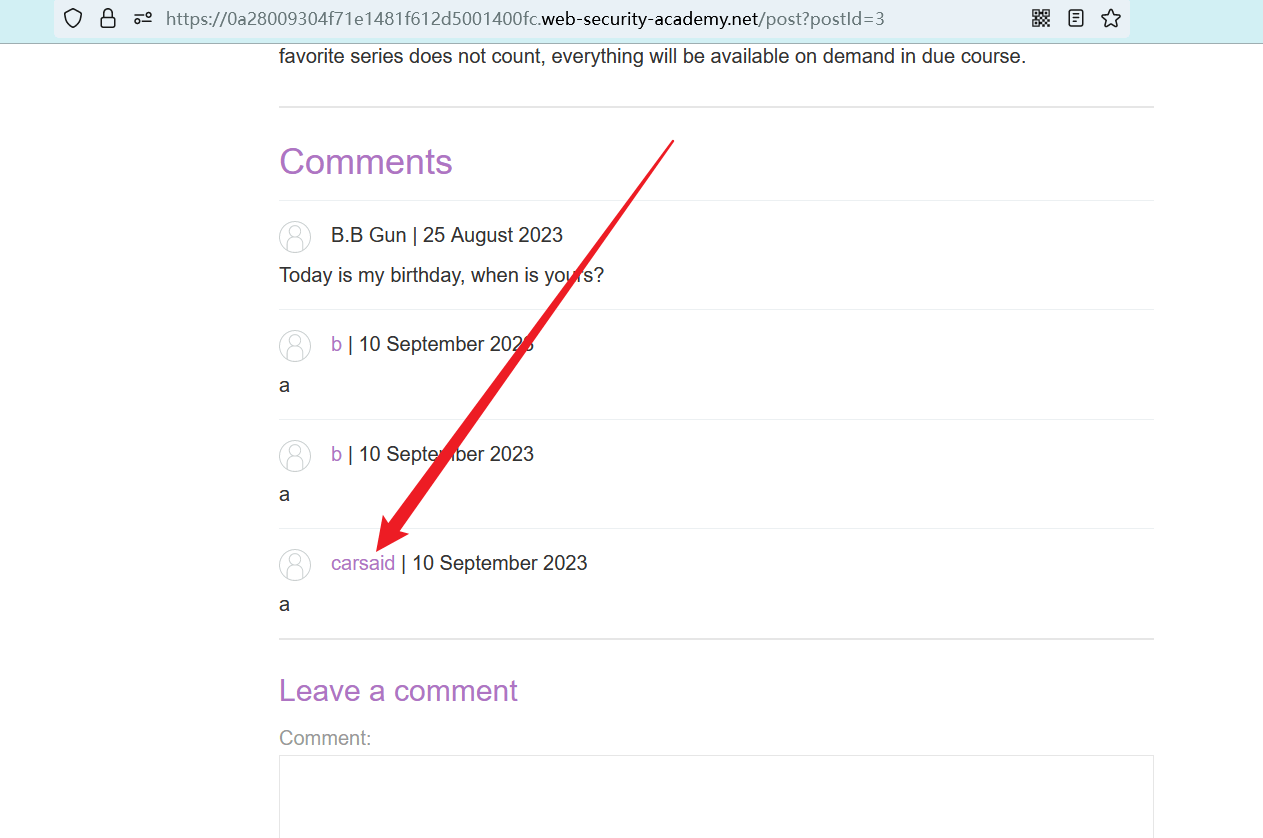 https://0a28009304f71e1481f612d5001400fc.web-security-academy.net/post?postId=3
favorite series does not count, everything will be available on demand in due course.
Comments
B.B Gun | 25 August 2023
Today is my birthday, when is yours?
b | 10 September 2023
a
b | 10 September 2023
a
carsaid | 10 September 2023
a
Leave a comment
Comment: